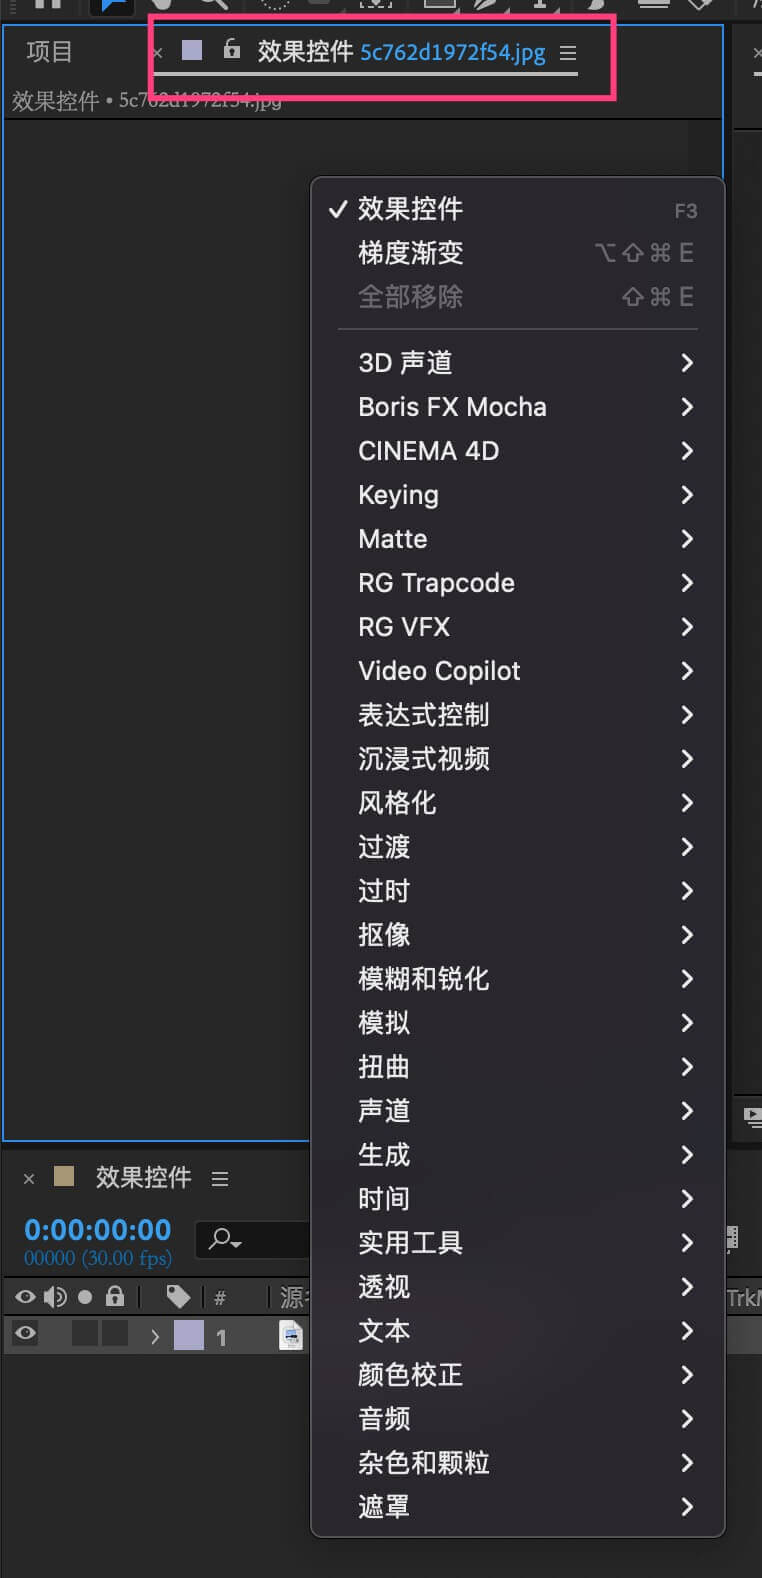 项目
效果控件 5c762d1972f54.jpg
效果控件 • 5c762d1972f54.jpg
效果控件 F3
梯度渐变 ⌥⇧⌘E
全部移除 ⇧⌘E
3D 声道
Boris FX Mocha
CINEMA 4D
Keying
Matte
RG Trapcode
RG VFX
Video Copilot
表达式控制
沉浸式视频
风格化
过渡
过时
抠像
模糊和锐化
模拟
扭曲
声道
生成
时间
实用工具
透视
文本
颜色校正
音频
杂色和颗粒
遮罩
效果控件
0:00:00:00
00000 (30.00 fps)
# 源 TrkM
1